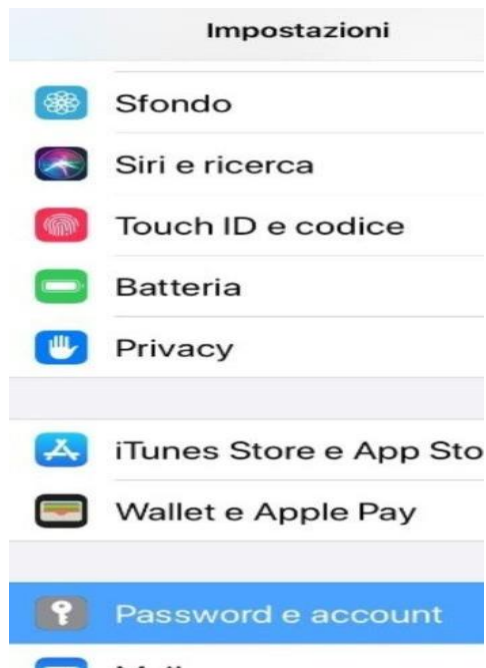 Impostazioni
Sfondo
Siri e ricerca
Touch ID e codice
Batteria
Privacy
iTunes Store e App Sto
Wallet e Apple Pay
Password e account